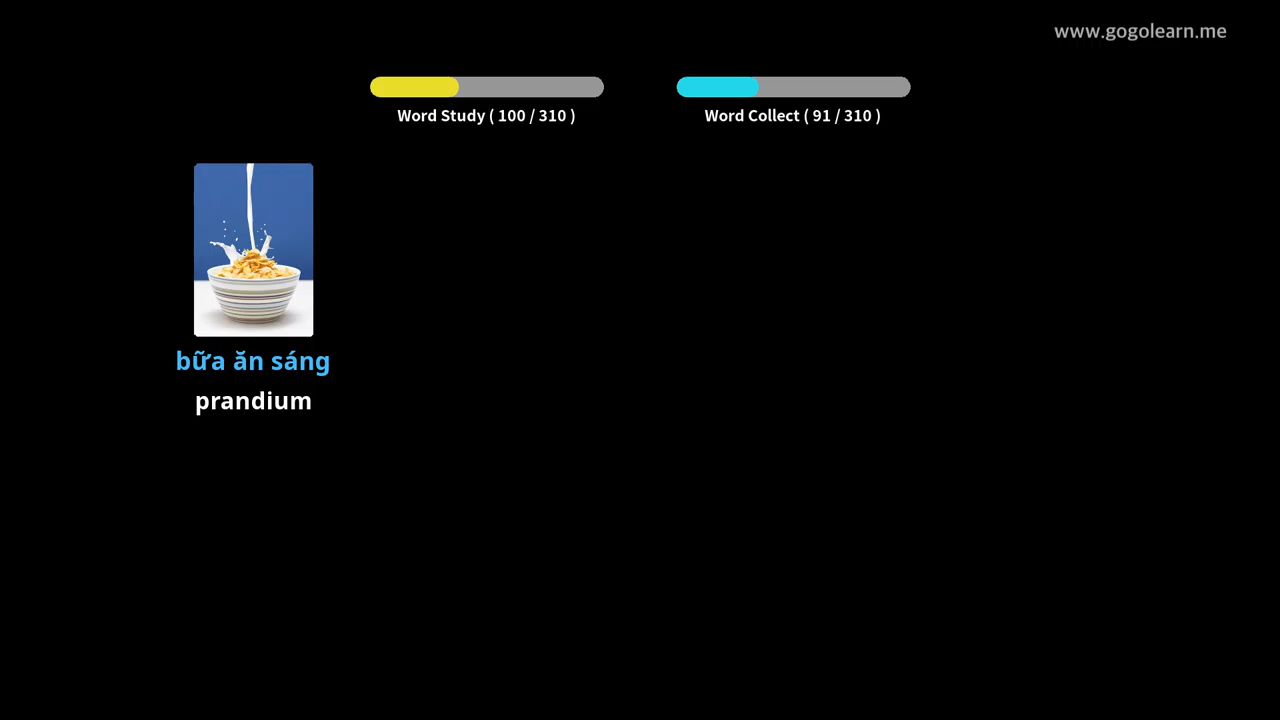 www.gogolearn.me
Word Study ( 100 / 310 )
Word Collect ( 91 / 310 )
bữa ăn sáng
prandium